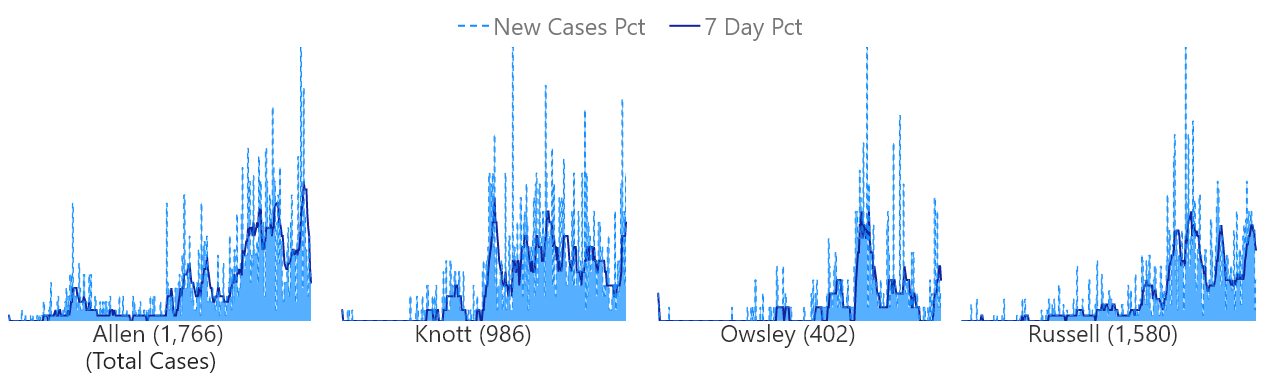 New Cases Pct 7 Day Pct
Allen (1,766) Knott (986) Owsley (402) Russell (1,580)
(Total Cases)